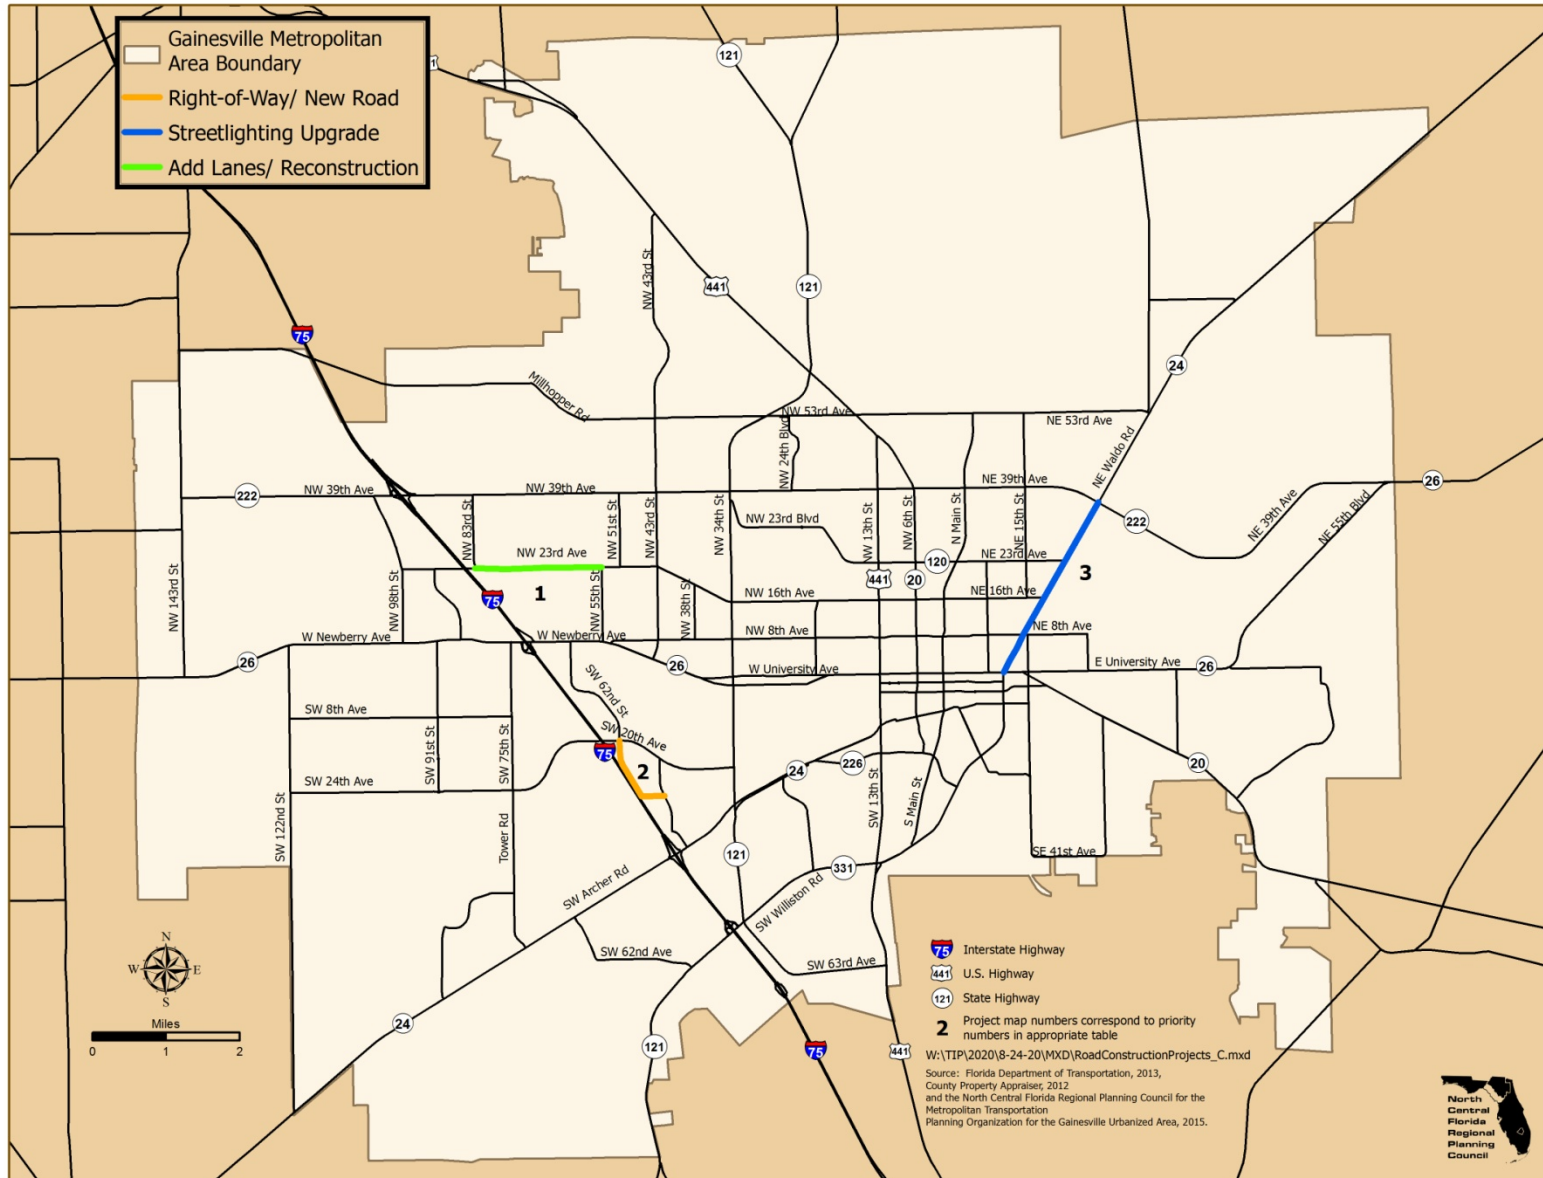 Gainesville Metropolitan
Area Boundary
Right-of-Way/ New Road
Streetlighting Upgrade
Add Lanes/ Reconstruction
121
441
121
75
24
NW 43rd St
Millhopper Rd
NW 53rd Ave
NE 53rd Ave
NW 24th Blvd
NE Waldo Rd
222
NW 39th Ave
NW 39th Ave
NE 39th Ave
26
NE 39th Ave
NE 55th Blvd
222
NW 83rd St
NW 51st St
NW 43rd St
NW 34th St
NW 23rd Blvd
NW 13th St
NW 6th St
N Main St
NE 15th St
NW 23rd Ave
120
NE 23rd Ave
3
441
20
NW 143rd St
NW 98th St
75
1
NW 55th St
NW 38th St
NW 16th Ave
NE 16th Ave
W Newberry Ave
W Newberry Ave
NW 8th Ave
NE 8th Ave
26
26
W University Ave
E University Ave
26
SW 62nd St
SW 8th Ave
SW 20th Ave
SW 91st St
SW 75th St
75
2
24
226
20
SW 24th Ave
SW 122nd St
Tower Rd
SW 13th St
S Main St
121
331
SE 41st Ave
SW Archer Rd
SW Williston Rd
SW 62nd Ave
SW 63rd Ave
N
W
E
S
Miles
0
1
2
24
121
75
441
75
Interstate Highway
441
U.S. Highway
121
State Highway
2
Project map numbers correspond to priority
numbers in appropriate table
W:\TIP\2020\8-24-20\MXD\RoadConstructionProjects_C.mxd
Source: Florida Department of Transportation, 2013,
County Property Appraiser, 2012
and the North Central Florida Regional Planning Council for the
Metropolitan Transportation
Planning Organization for the Gainesville Urbanized Area, 2015.
North
Central
Florida
Regional
Planning
Council